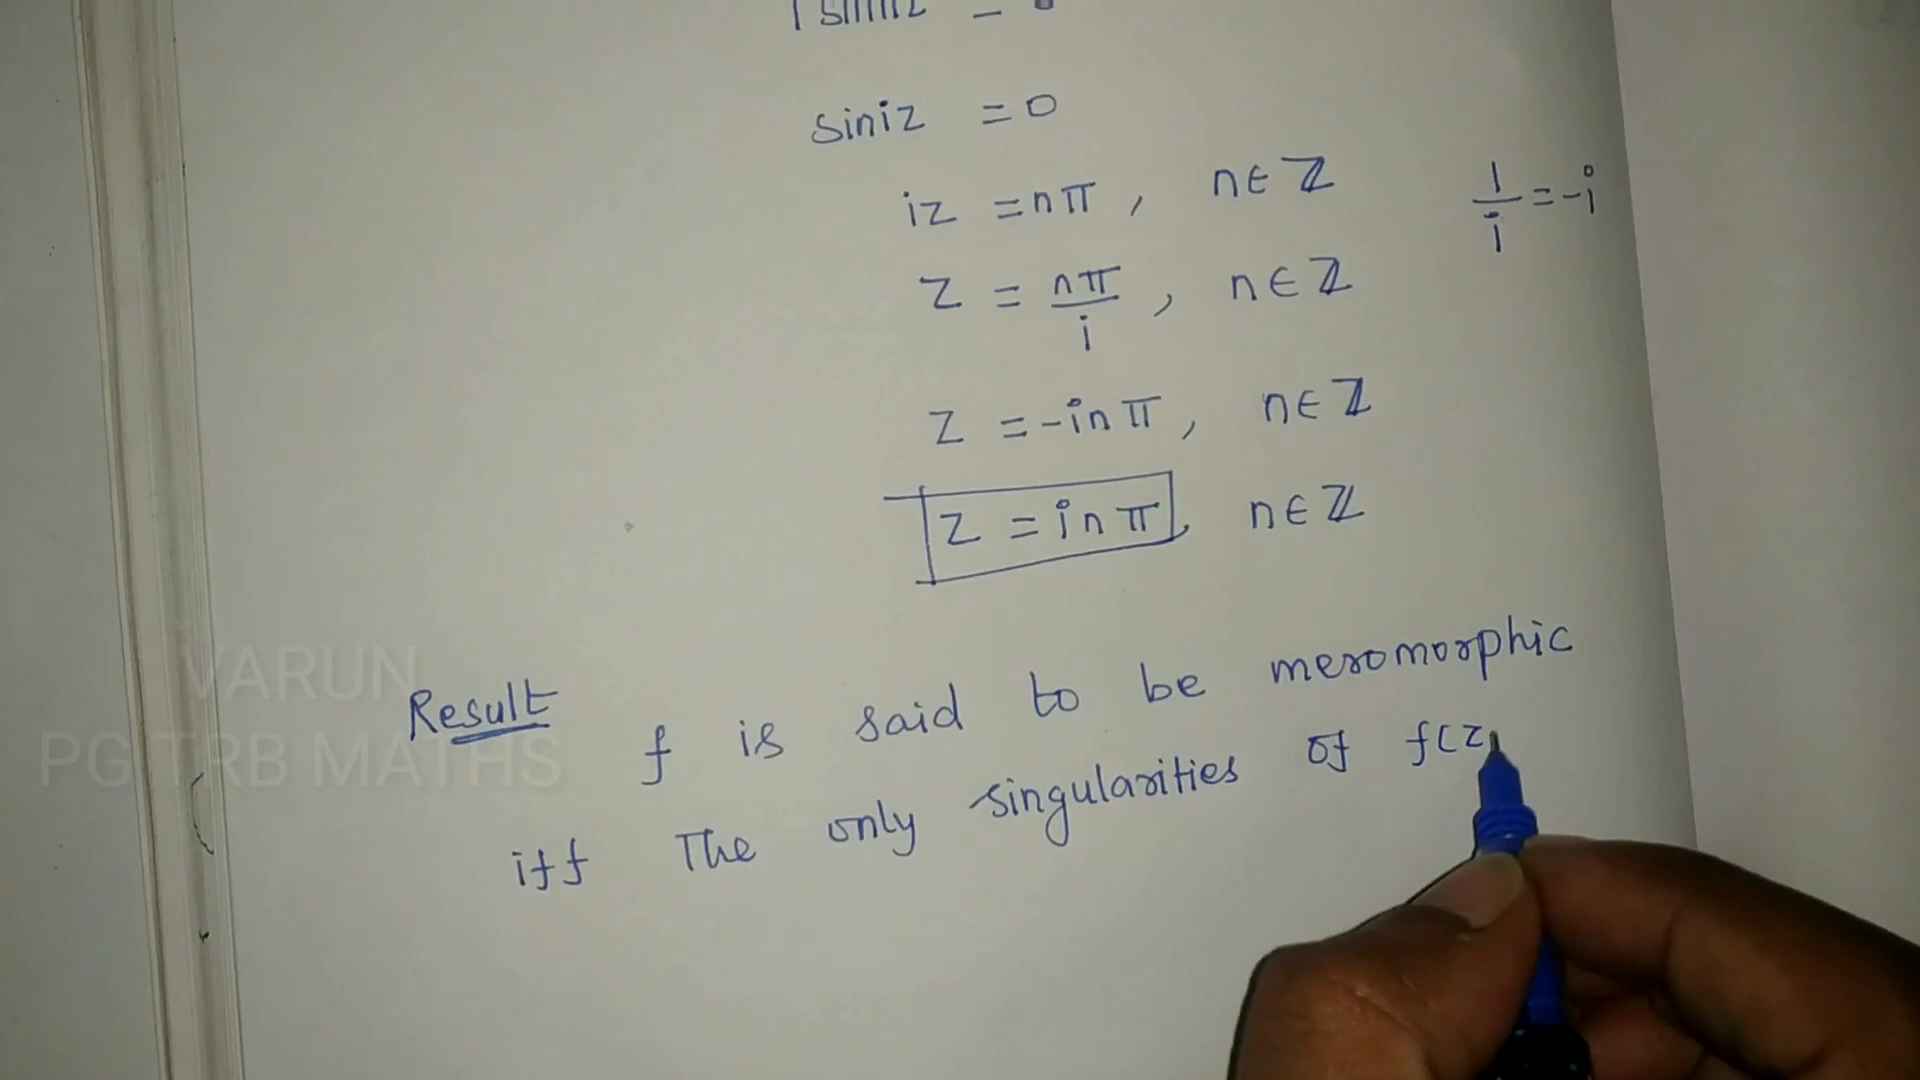 siniz = 0
iz = nπ, n∈ℤ
1/i = -i
z = nπ/i, n∈ℤ
z = -inπ, n∈ℤ
z = inπ, n∈ℤ
VARUN
PG TRB MATHS
Result f is said to be meromorphic
iff The only singularities of f(z